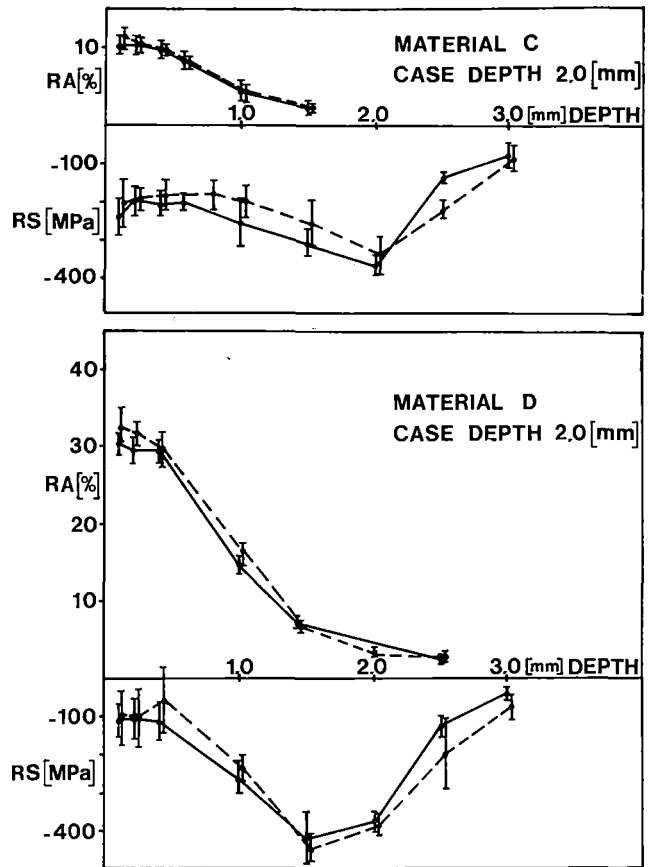 10
MATERIAL C
RA[%]
CASE DEPTH 2.0[mm]
1.0 2.0 3.0 [mm] DEPTH
-100
RS[MPa]
-400
40
MATERIAL D
CASE DEPTH 2.0[mm]
30
RA[%]
20
10
1.0 2.0 3.0 [mm] DEPTH
-100
RS[MPa]
-400